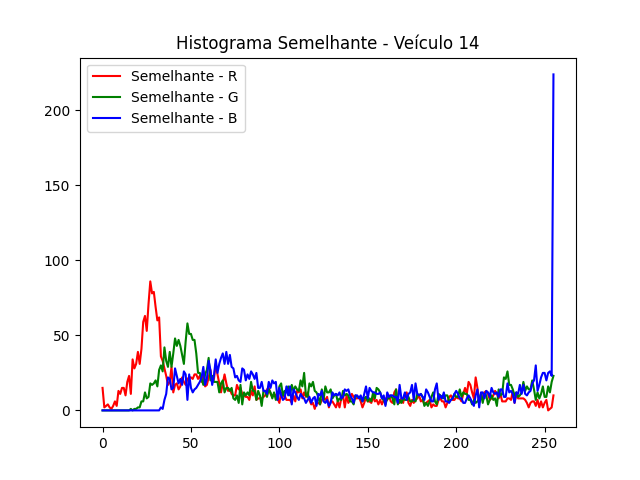 Histograma Semelhante - Veículo 14
Semelhante - R
Semelhante - G
Semelhante - B
200
150
100
50
0
0 50 100 150 200 250